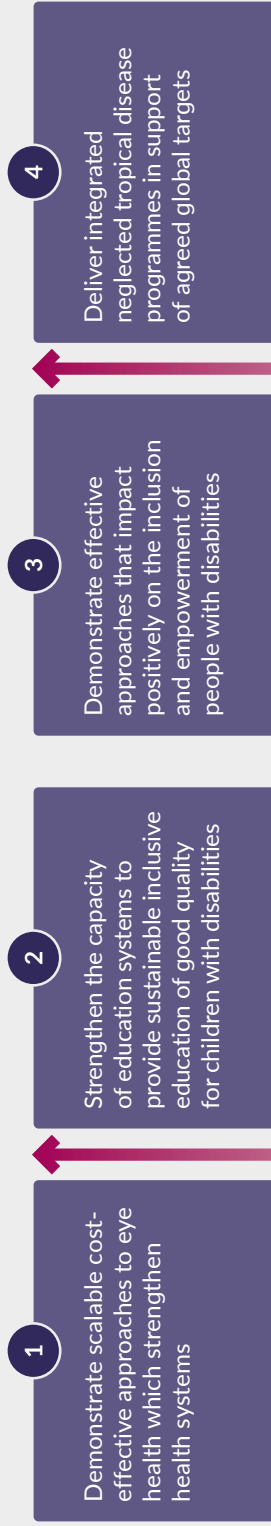 1
Demonstrate scalable cost-
effective approaches to eye
health which strengthen
health systems
2
Strengthen the capacity
of education systems to
provide sustainable inclusive
education of good quality
for children with disabilities
3
Demonstrate effective
approaches that impact
positively on the inclusion
and empowerment of
people with disabilities
4
Deliver integrated
neglected tropical disease
programmes in support
of agreed global targets